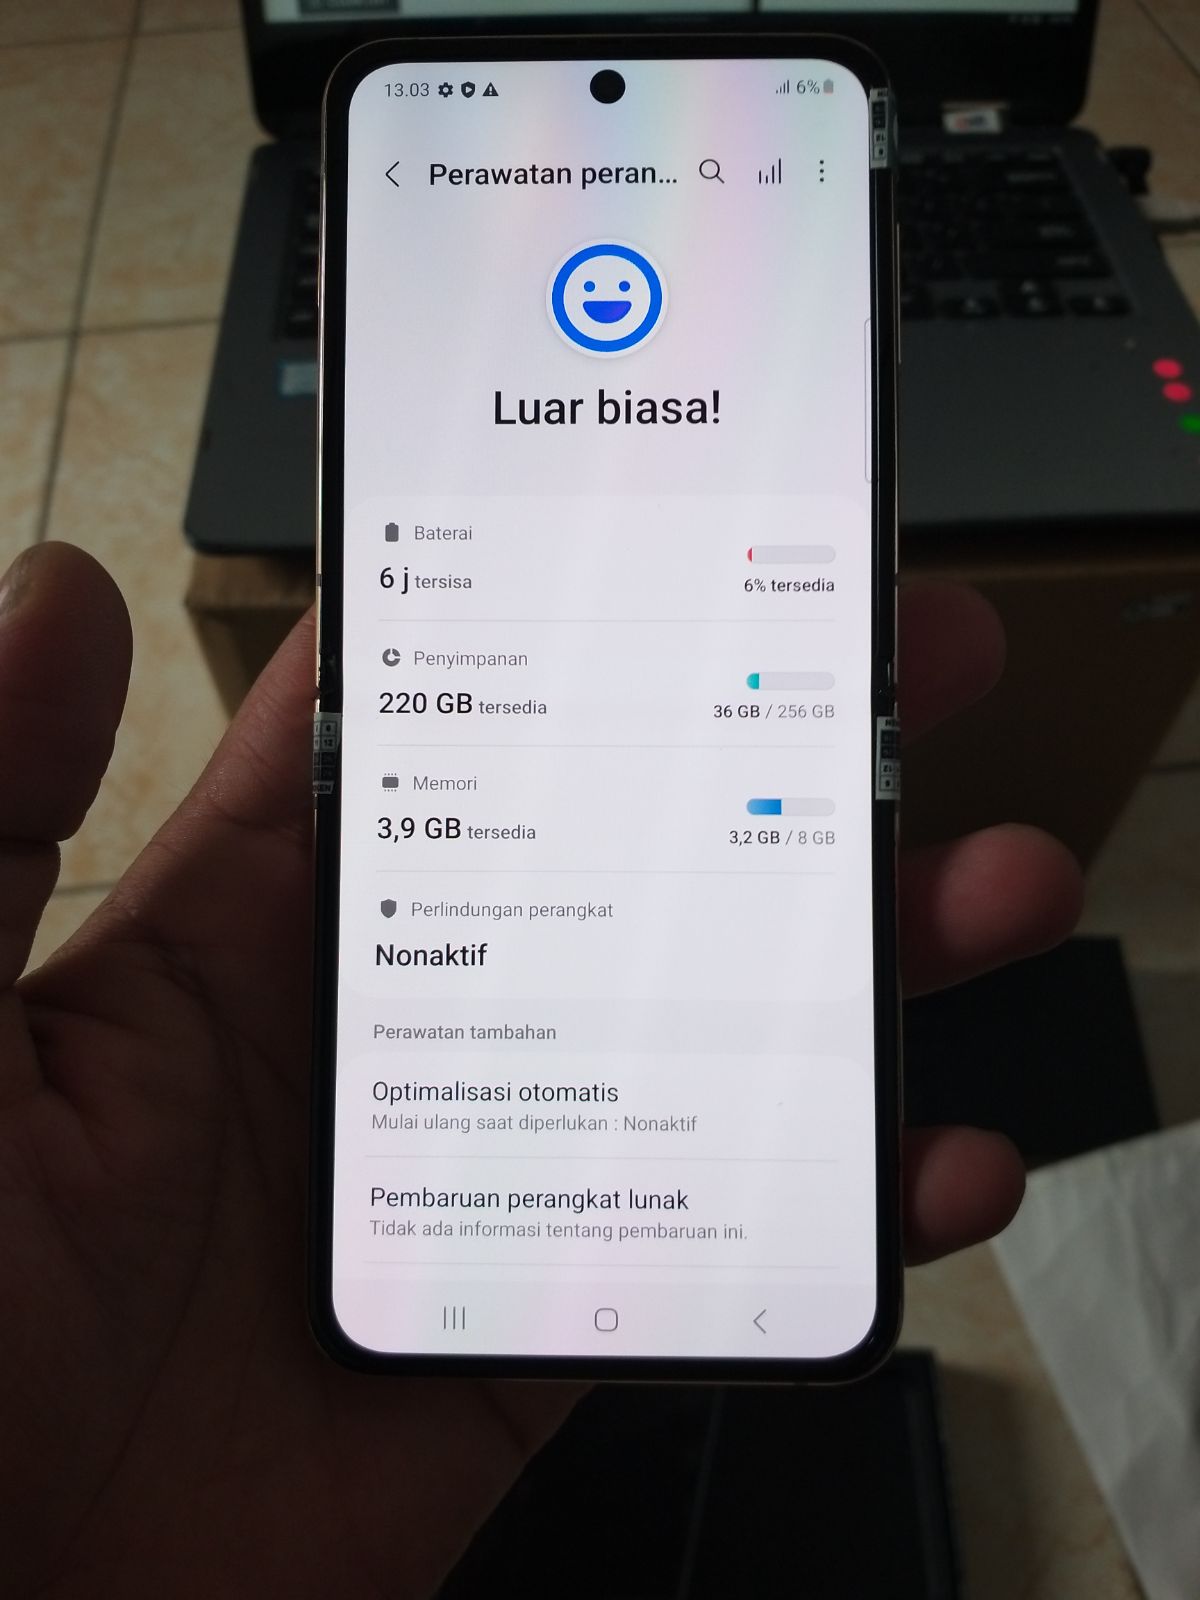 13.03
6%
Perawatan peran...
Luar biasa!
Baterai
6 j tersisa
6% tersedia
Penyimpanan
220 GB tersedia
36 GB / 256 GB
Memori
3,9 GB tersedia
3,2 GB / 8 GB
Perlindungan perangkat
Nonaktif
Perawatan tambahan
Optimalisasi otomatis
Mulai ulang saat diperlukan : Nonaktif
Pembaruan perangkat lunak
Tidak ada informasi tentang pembaruan ini.